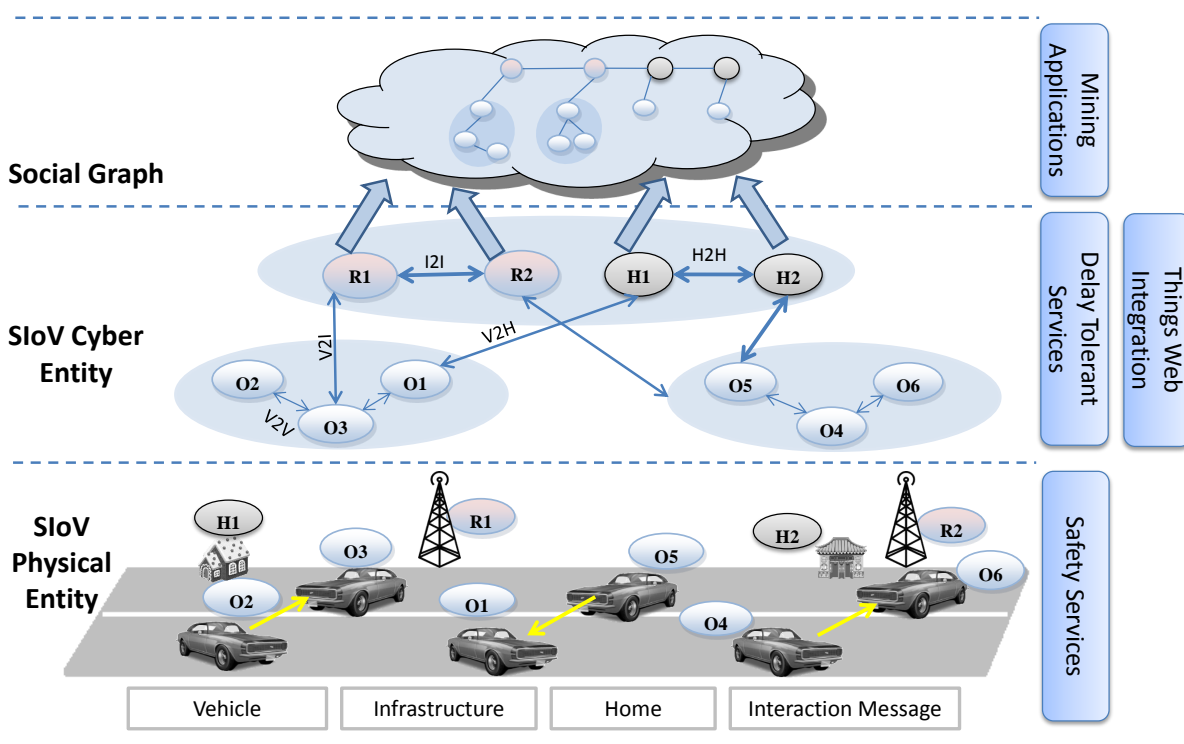 Mining
Applications
Social Graph
I2I
H2H
R1
R2
H1
H2
V2I
V2H
SIoV Cyber
Entity
O2
O1
O3
V2V
O5
O6
O4
Delay Tolerant
Services
Things Web
Integration
SIoV
Physical
Entity
H1
R1
O3
O5
H2
R2
O6
O2
O1
O4
Safety Services
Vehicle
Infrastructure
Home
Interaction Message